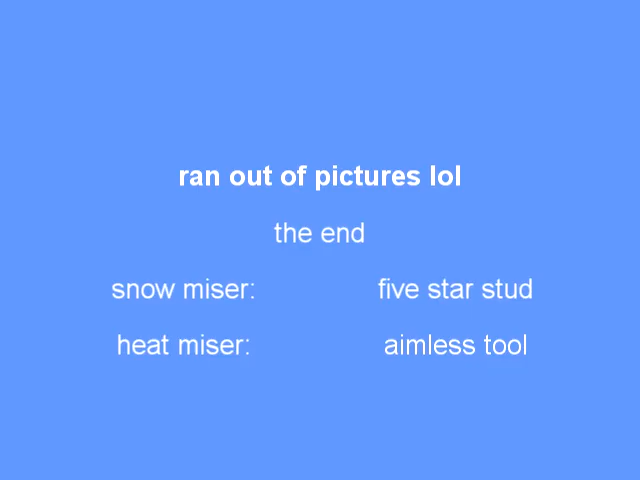 ran out of pictures lol
the end
snow miser: five star stud
heat miser: aimless tool